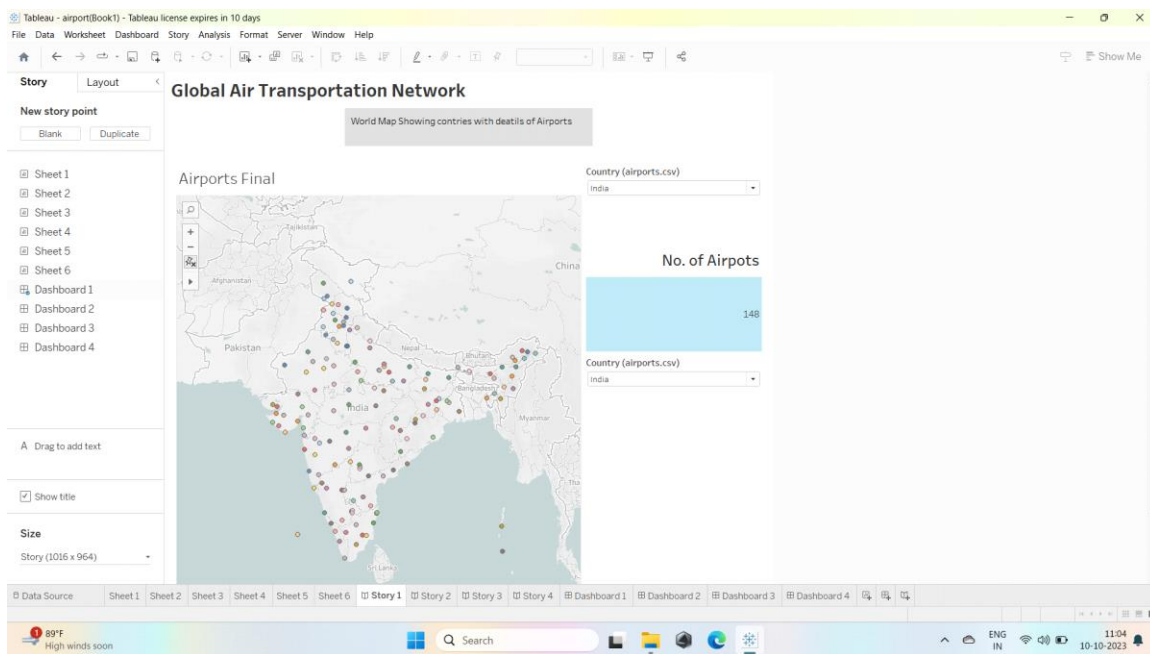 Tableau - airport(Book1) - Tableau license expires in 10 days
File Data Worksheet Dashboard Story Analysis Format Server Window Help
Show Me
Story Layout
New story point
Blank Duplicate
Sheet 1
Sheet 2
Sheet 3
Sheet 4
Sheet 5
Sheet 6
Dashboard 1
Dashboard 2
Dashboard 3
Dashboard 4
A Drag to add text
Show title
Size
Story (1016 x 964)
Global Air Transportation Network
World Map Showing contries with deatils of Airports
Airports Final
Tajikistan
China
Afghanistan
Pakistan
Nepal
Bhutan
Bangladesh
India
Myanmar
Tha
Sri Lanka
Country (airports.csv)
India
No. of Airpots
148
Country (airports.csv)
India
Data Source Sheet 1 Sheet 2 Sheet 3 Sheet 4 Sheet 5 Sheet 6 Story 1 Story 2 Story 3 Story 4 Dashboard 1 Dashboard 2 Dashboard 3 Dashboard 4
1
89°F
High winds soon
Search
ENG
IN
11:04
10-10-2023